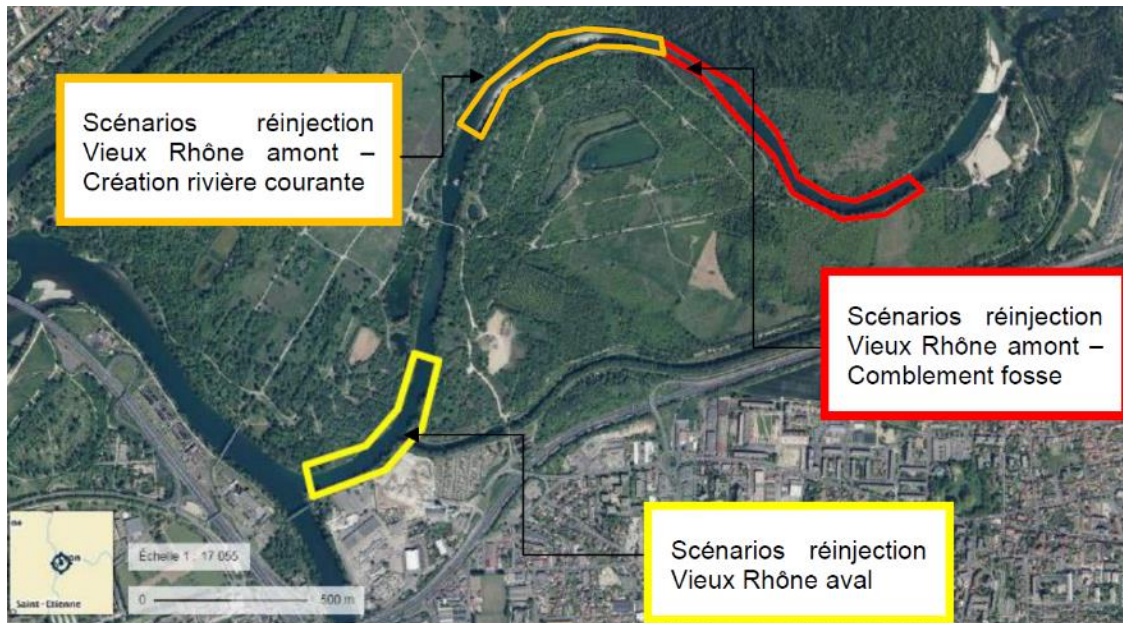 Scénarios réinjection
Vieux Rhône amont –
Création rivière courante
Scénarios réinjection
Vieux Rhône amont –
Comblement fosse
Scénarios réinjection
Vieux Rhône aval
Échelle 1 : 17 055
0 500 m
Saint-Etienne